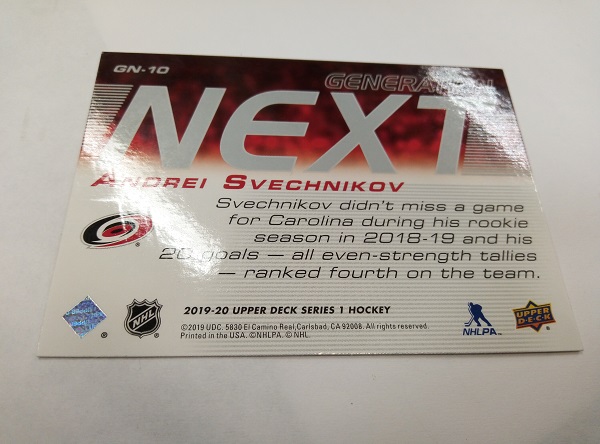 GN-10
GENERATION
NEXT
ANDREI SVECHNIKOV
Svechnikov didn't miss a game
for Carolina during his rookie
season in 2018-19 and his
20 goals — all even-strength tallies
— ranked fourth on the team.
2019-20 UPPER DECK SERIES 1 HOCKEY
©2019 UDC. 5830 El Camino Real, Carlsbad, CA 92008. All rights reserved.
Printed in the USA. ©NHLPA. © NHL.
NHL
NHLPA
UPPER
DECK